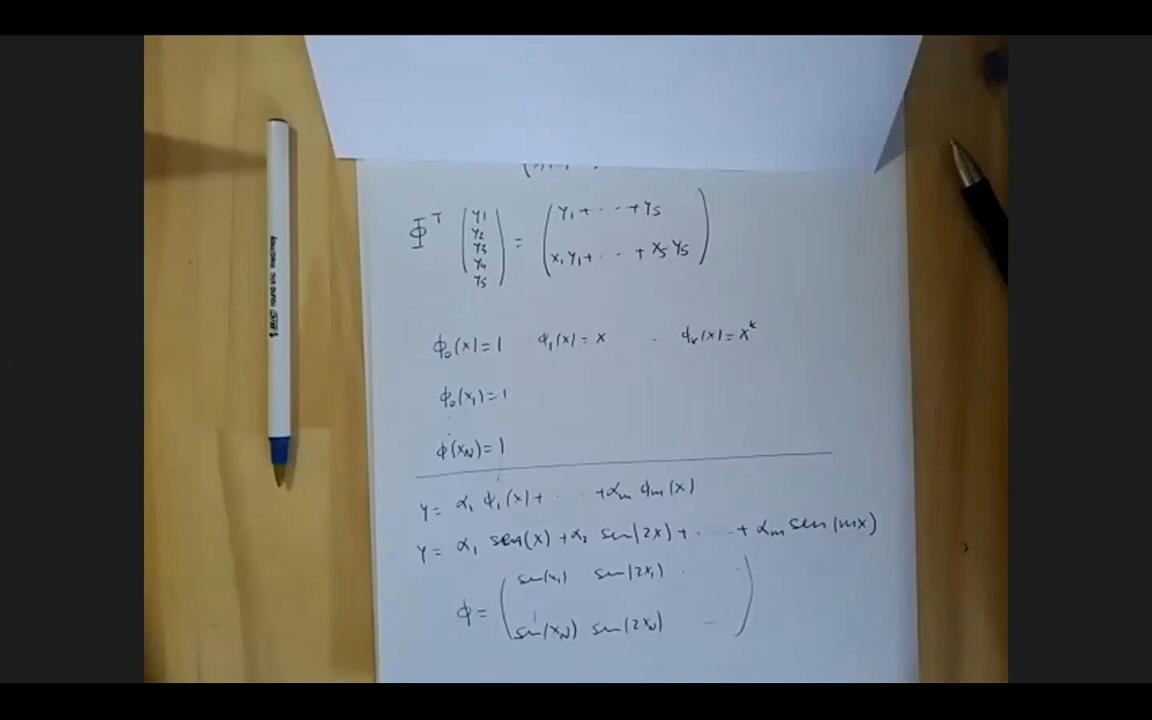 Φ^T (y1 y2 y3 y4 y5) = (y1 + ... + y5
x1 y1 + ... + x5 y5)
ϕ0(x) = 1 ϕ1(x) = x . ϕk(x) = x^k
ϕ0(x1) = 1
ϕ(xN) = 1
y = α1 ϕ1(x) + ... + αm ϕm(x)
y = α1 sen(x) + α2 sen(2x) + ... + αm sen(mx)
ϕ = (sen(x1) sen(2x1) ...
sen(xN) sen(2xN) ...)